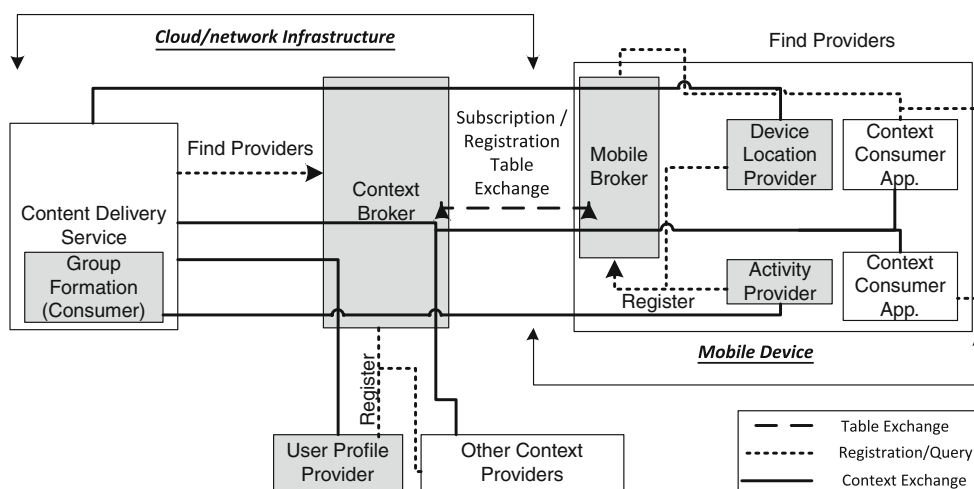 Cloud/network Infrastructure
Find Providers
Subscription /
Registration
Table
Exchange
Find Providers
Mobile
Broker
Device
Location
Provider
Context
Consumer
App.
Context
Broker
Content Delivery
Service
Group
Formation
(Consumer)
Activity
Provider
Context
Consumer
App.
Register
Mobile Device
Register
User Profile
Provider
Other Context
Providers
Table Exchange
Registration/Query
Context Exchange